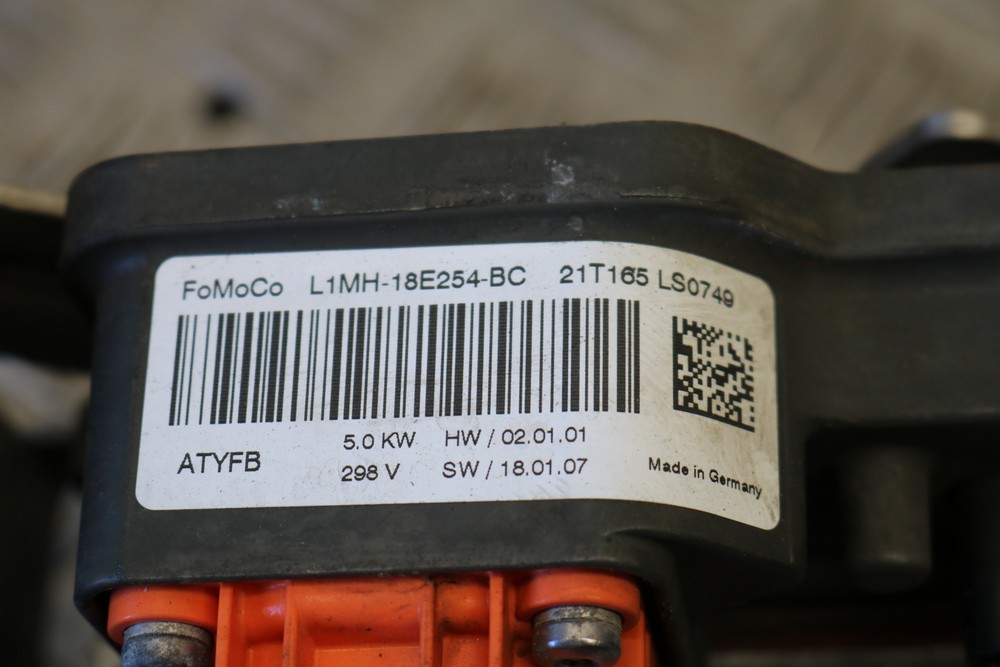 FoMoCo L1MH-18E254-BC 21T165 LS0749
5.0 KW HW / 02.01.01
ATYFB 298 V SW / 18.01.07 Made in Germany